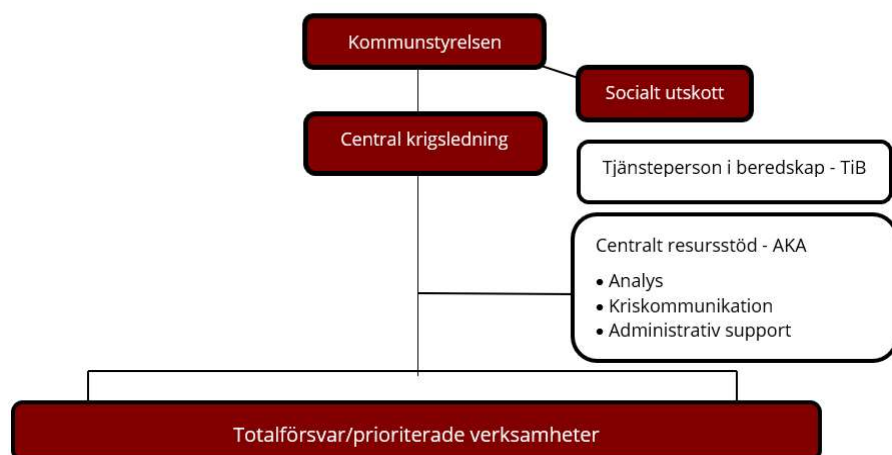 Kommunstyrelsen
Socialt utskott
Central krigsledning
Tjänsteperson i beredskap - TiB
Centralt resursstöd - AKA
• Analys
• Kriskommunikation
• Administrativ support
Totalförsvar/prioriterade verksamheter